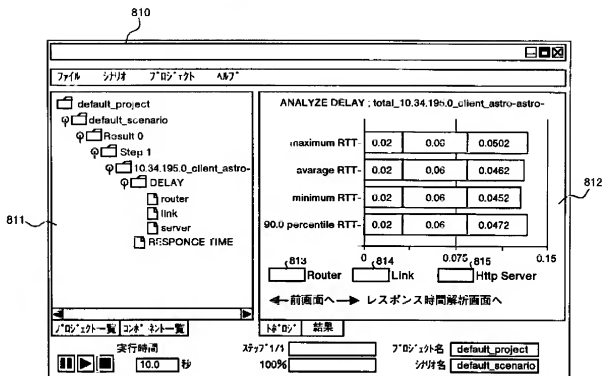 810
ファイル シナリオ プロジェクト ヘルプ
default_project
default_scenario
Result 0
Step 1
10.34.195.0_client_astro-
DELAY
router
link
server
RESPONCE TIME
811
プロジェクト一覧 コンポーネント一覧
ANALYZE DELAY ; total_10.34.195.0_client_astro-astro-
maximum RTT- 0.02 0.06 0.0502
avarage RTT- 0.02 0.06 0.0462
minimum RTT- 0.02 0.06 0.0452
90.0 percentile RTT- 0.02 0.06 0.0472
812
0 0.075 0.15
813 814 815
Router Link Http Server
←前画面へ→ レスポンス時間解析画面へ
トポロジ 結果
実行時間
10.0 秒
ステップ1/1
100%
プロジェクト名 default_project
シナリオ名 default_scenario